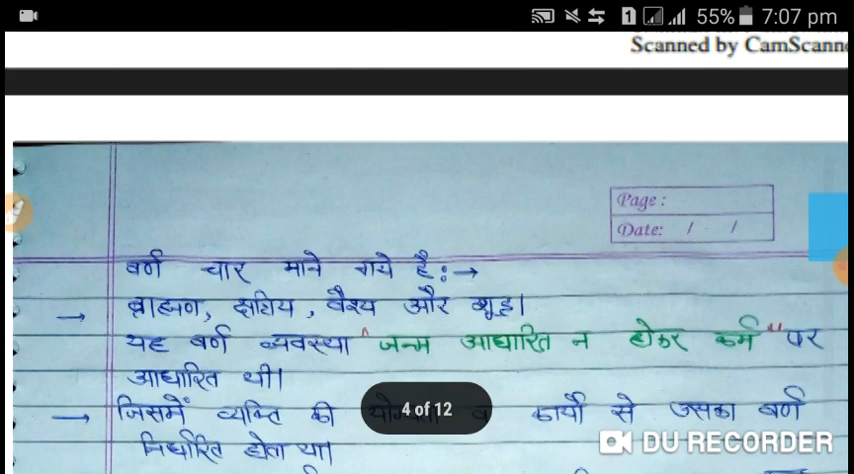 55% 7:07 pm
Scanned by CamScann
Page :
Date: / /
वर्ण चार माने गये है:→
→ ब्राह्मण, क्षत्रिय, वैश्य और शूद्र।
यह वर्ण व्यवस्था "जन्म आधारित न होकर कर्म" पर
आधारित थी।
→ जिसमें व्यक्ति की योग्यता व कार्यों से उसका वर्ण
4 of 12
निर्धारित होता था।
DU RECORDER